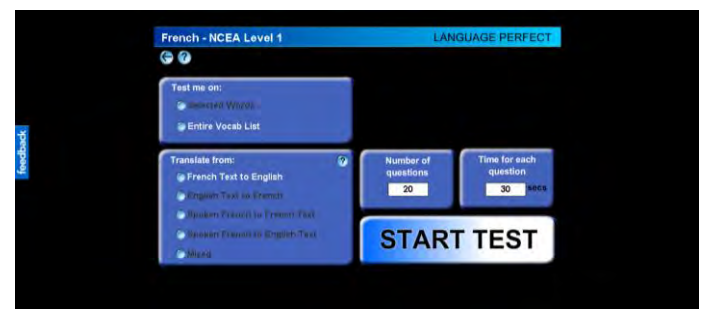 French - NCEA Level 1
LANGUAGE PERFECT
Test me on:
Selected Words
Entire Vocab List
feedback
Translate from:
French Text to English
English Text to French
Spoken French to French Text
Spoken French to English Text
Mixed
Number of
questions
20
Time for each
question
30 secs
START TEST